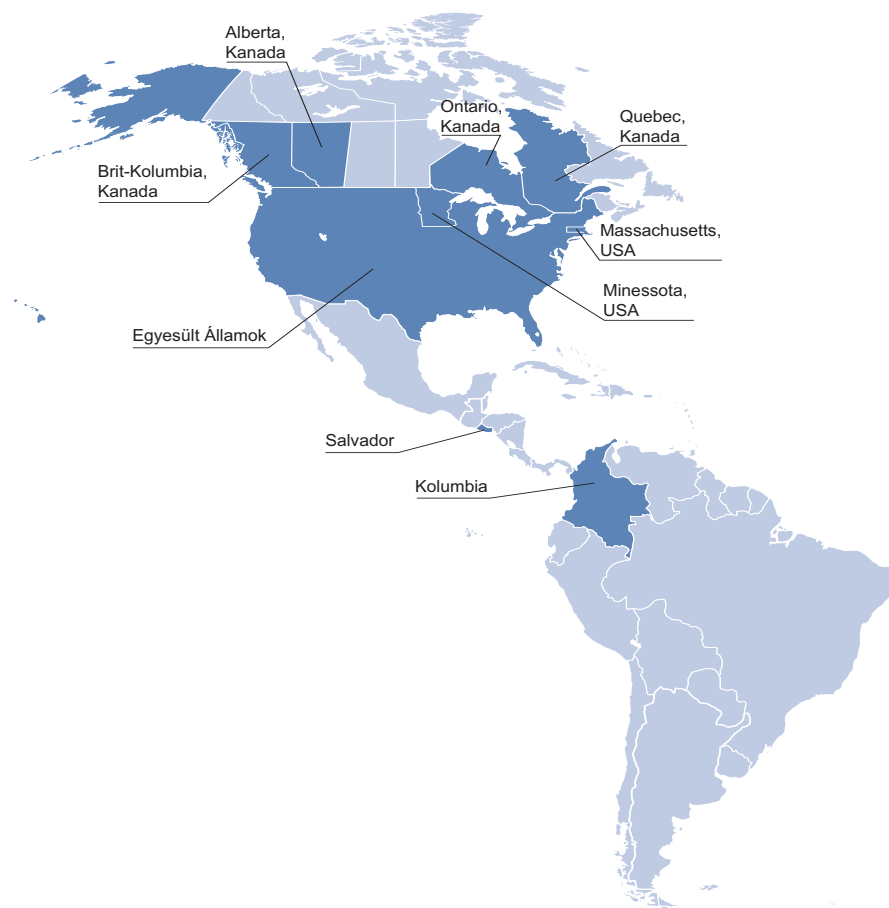 Alberta,
Kanada
Ontario,
Kanada
Quebec,
Kanada
Brit-Kolumbia,
Kanada
Massachusetts,
USA
Minessota,
USA
Egyesült Államok
Salvador
Kolumbia